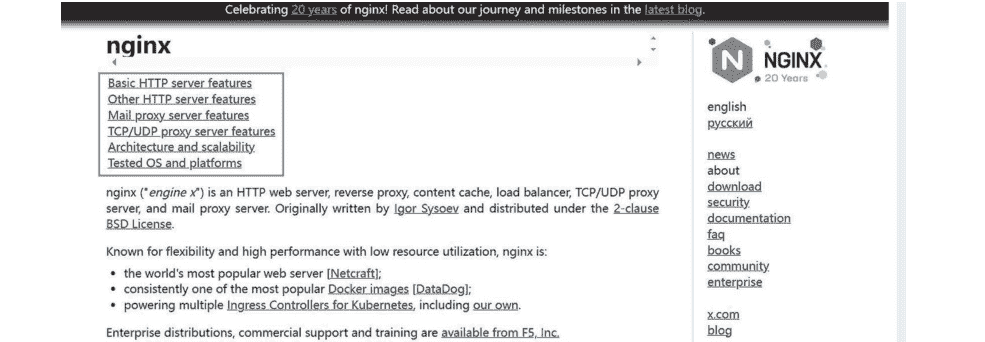 Celebrating 20 years of nginx! Read about our journey and milestones in the latest blog.
nginx
Basic HTTP server features
Other HTTP server features
Mail proxy server features
TCP/UDP proxy server features
Architecture and scalability
Tested OS and platforms
nginx ("engine x") is an HTTP web server, reverse proxy, content cache, load balancer, TCP/UDP proxy
server, and mail proxy server. Originally written by Igor Sysoev and distributed under the 2-clause
BSD License.
Known for flexibility and high performance with low resource utilization, nginx is:
• the world's most popular web server [Netcraft];
• consistently one of the most popular Docker images [DataDog];
• powering multiple Ingress Controllers for Kubernetes, including our own.
Enterprise distributions, commercial support and training are available from F5, Inc.
N NGINX
20 Years
english
русский
news
about
download
security
documentation
faq
books
community
enterprise
x.com
blog